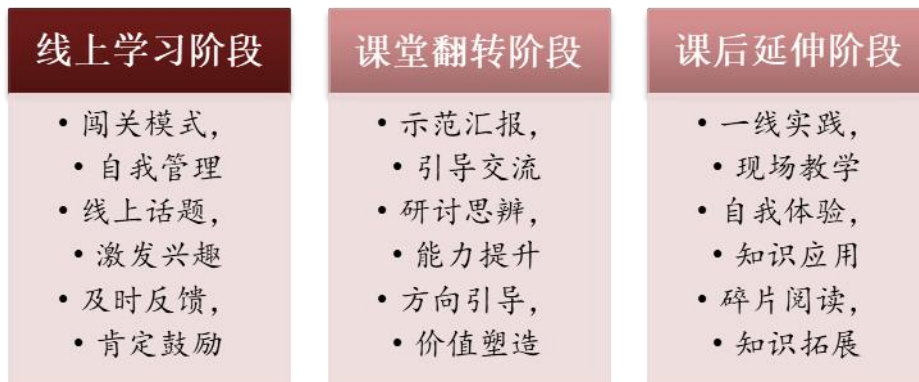 线上学习阶段
• 闯关模式，
• 自我管理
• 线上话题，
• 激发兴趣
• 及时反馈，
• 肯定鼓励
课堂翻转阶段
• 示范汇报，
• 引导交流
• 研讨思辨，
• 能力提升
• 方向引导，
• 价值塑造
课后延伸阶段
• 一线实践，
• 现场教学
• 自我体验，
• 知识应用
• 碎片阅读，
• 知识拓展